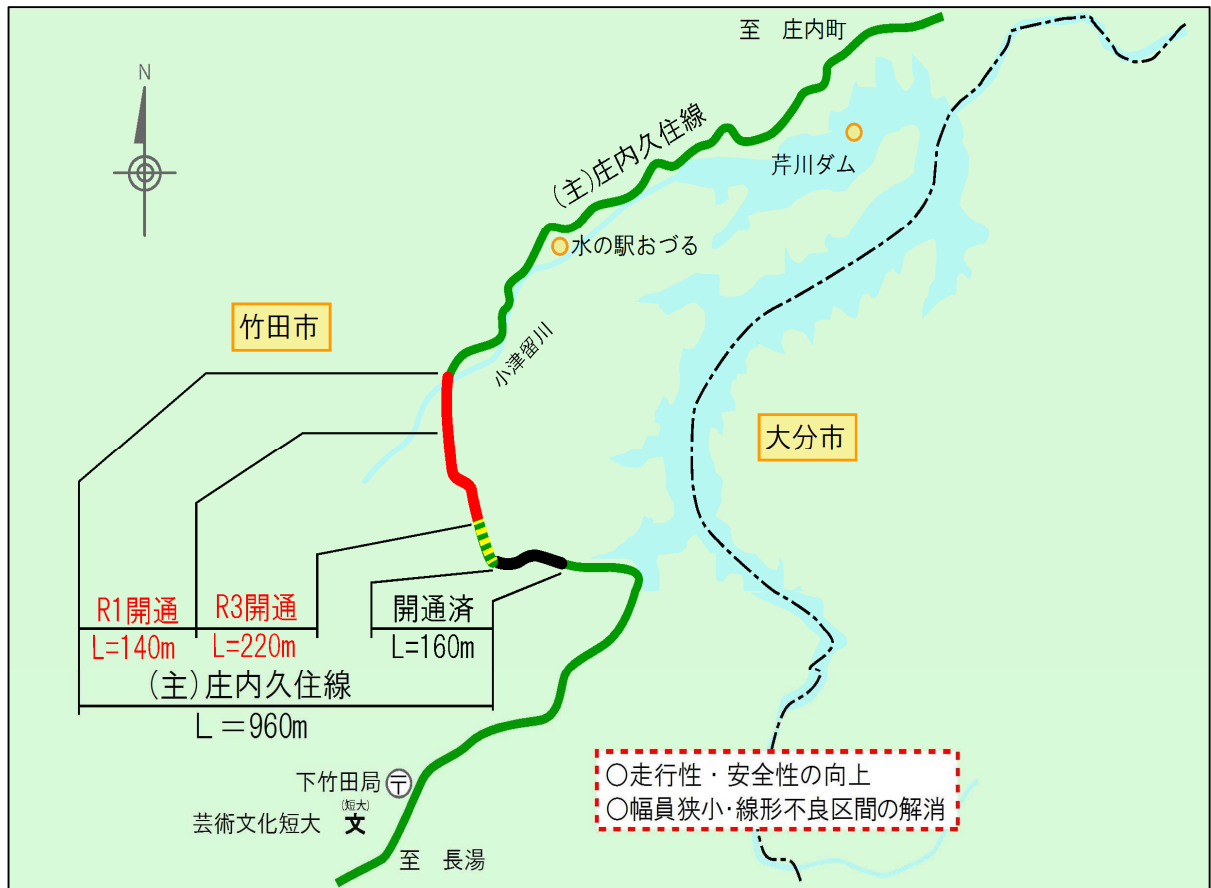 至 庄内町
N
(主)庄内久住線
芹川ダム
水の駅おづる
竹田市
小津留川
大分市
R1開通
L=140m
R3開通
L=220m
開通済
L=160m
(主)庄内久住線
L=960m
○走行性・安全性の向上
○幅員狭小・線形不良区間の解消
下竹田局 〒
(短大)
芸術文化短大 文
至 長湯